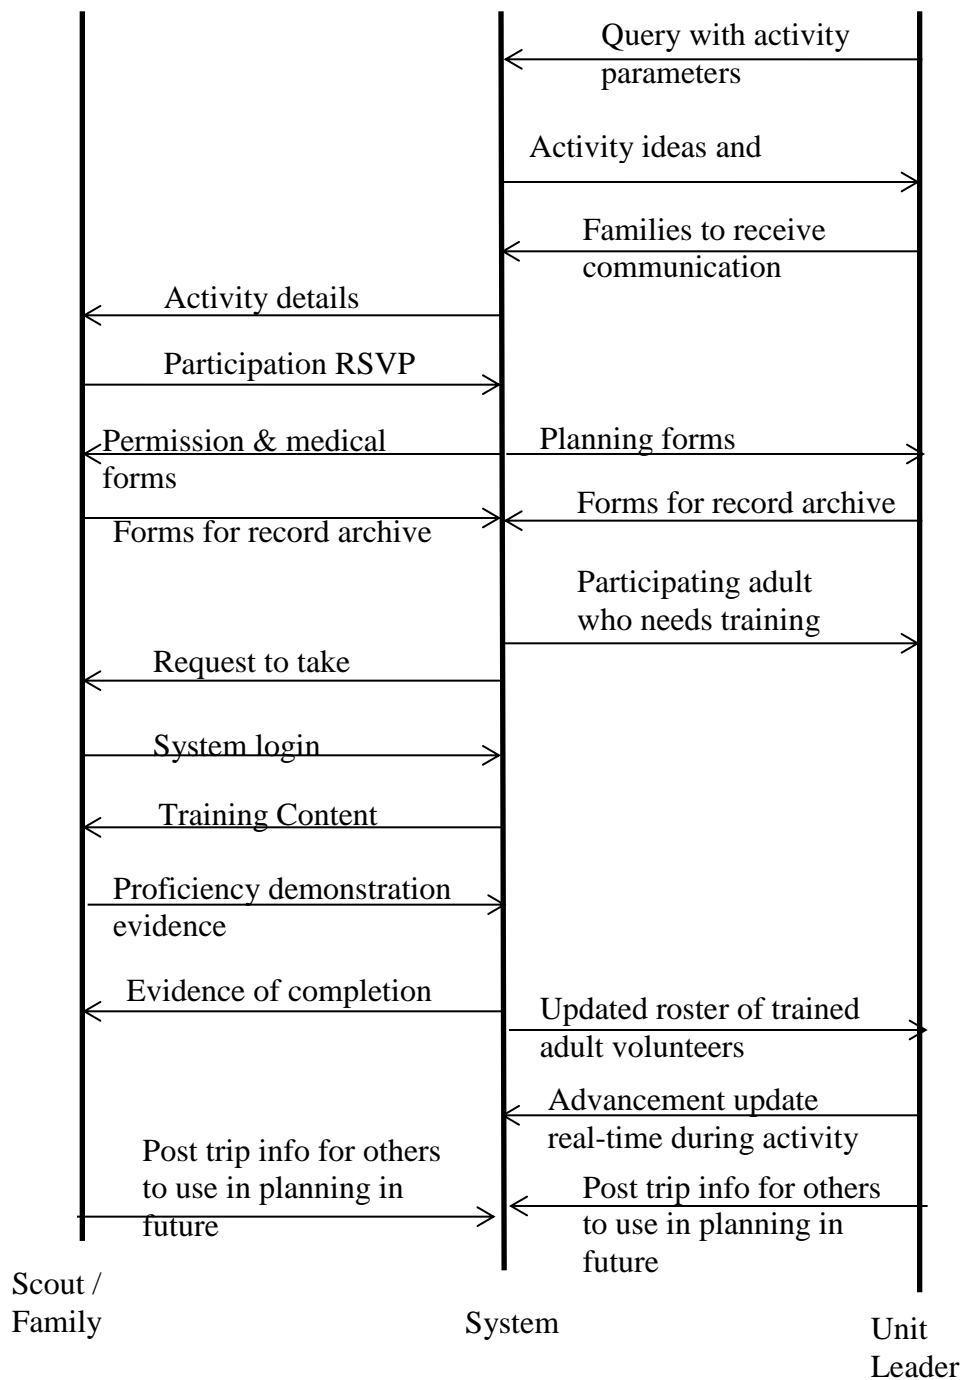 Query with activity
parameters
Activity ideas and
Families to receive
communication
Activity details
Participation RSVP
Permission & medical
forms
Planning forms
Forms for record archive
Forms for record archive
Participating adult
who needs training
Request to take
System login
Training Content
Proficiency demonstration
evidence
Evidence of completion
Updated roster of trained
adult volunteers
Advancement update
real-time during activity
Post trip info for others
to use in planning in
future
Post trip info for others
to use in planning in
future
Scout /
Family
System
Unit
Leader